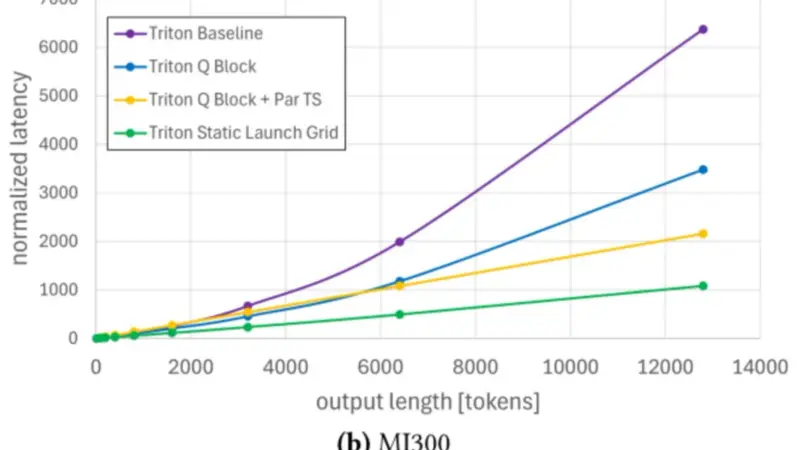 7000
Triton Baseline
Triton Q Block
Triton Q Block + Par TS
Triton Static Launch Grid
6000
5000
4000
3000
2000
1000
0
normalized latency
0 2000 4000 6000 8000 10000 12000 14000
output length [tokens]
(b) MI300